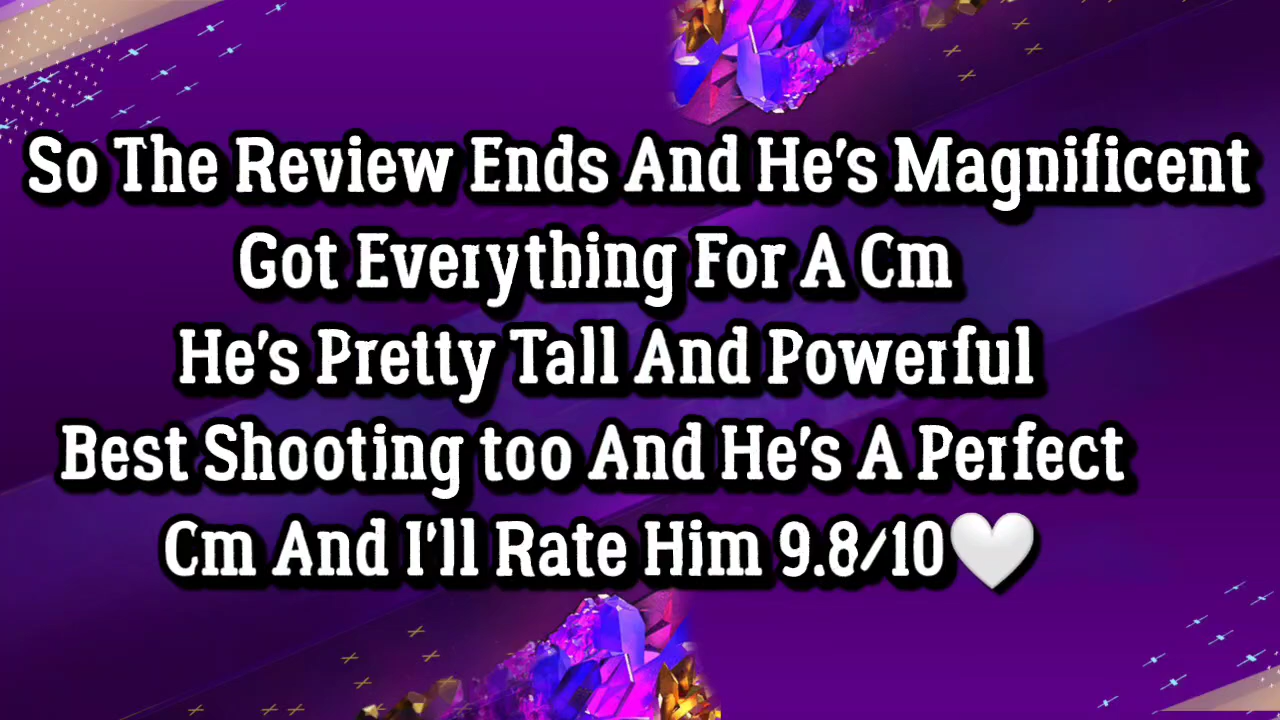 So The Review Ends And He's Magnificent
Got Everything For A Cm
He's Pretty Tall And Powerful
Best Shooting too And He's A Perfect
Cm And I'll Rate Him 9.8/10🤍